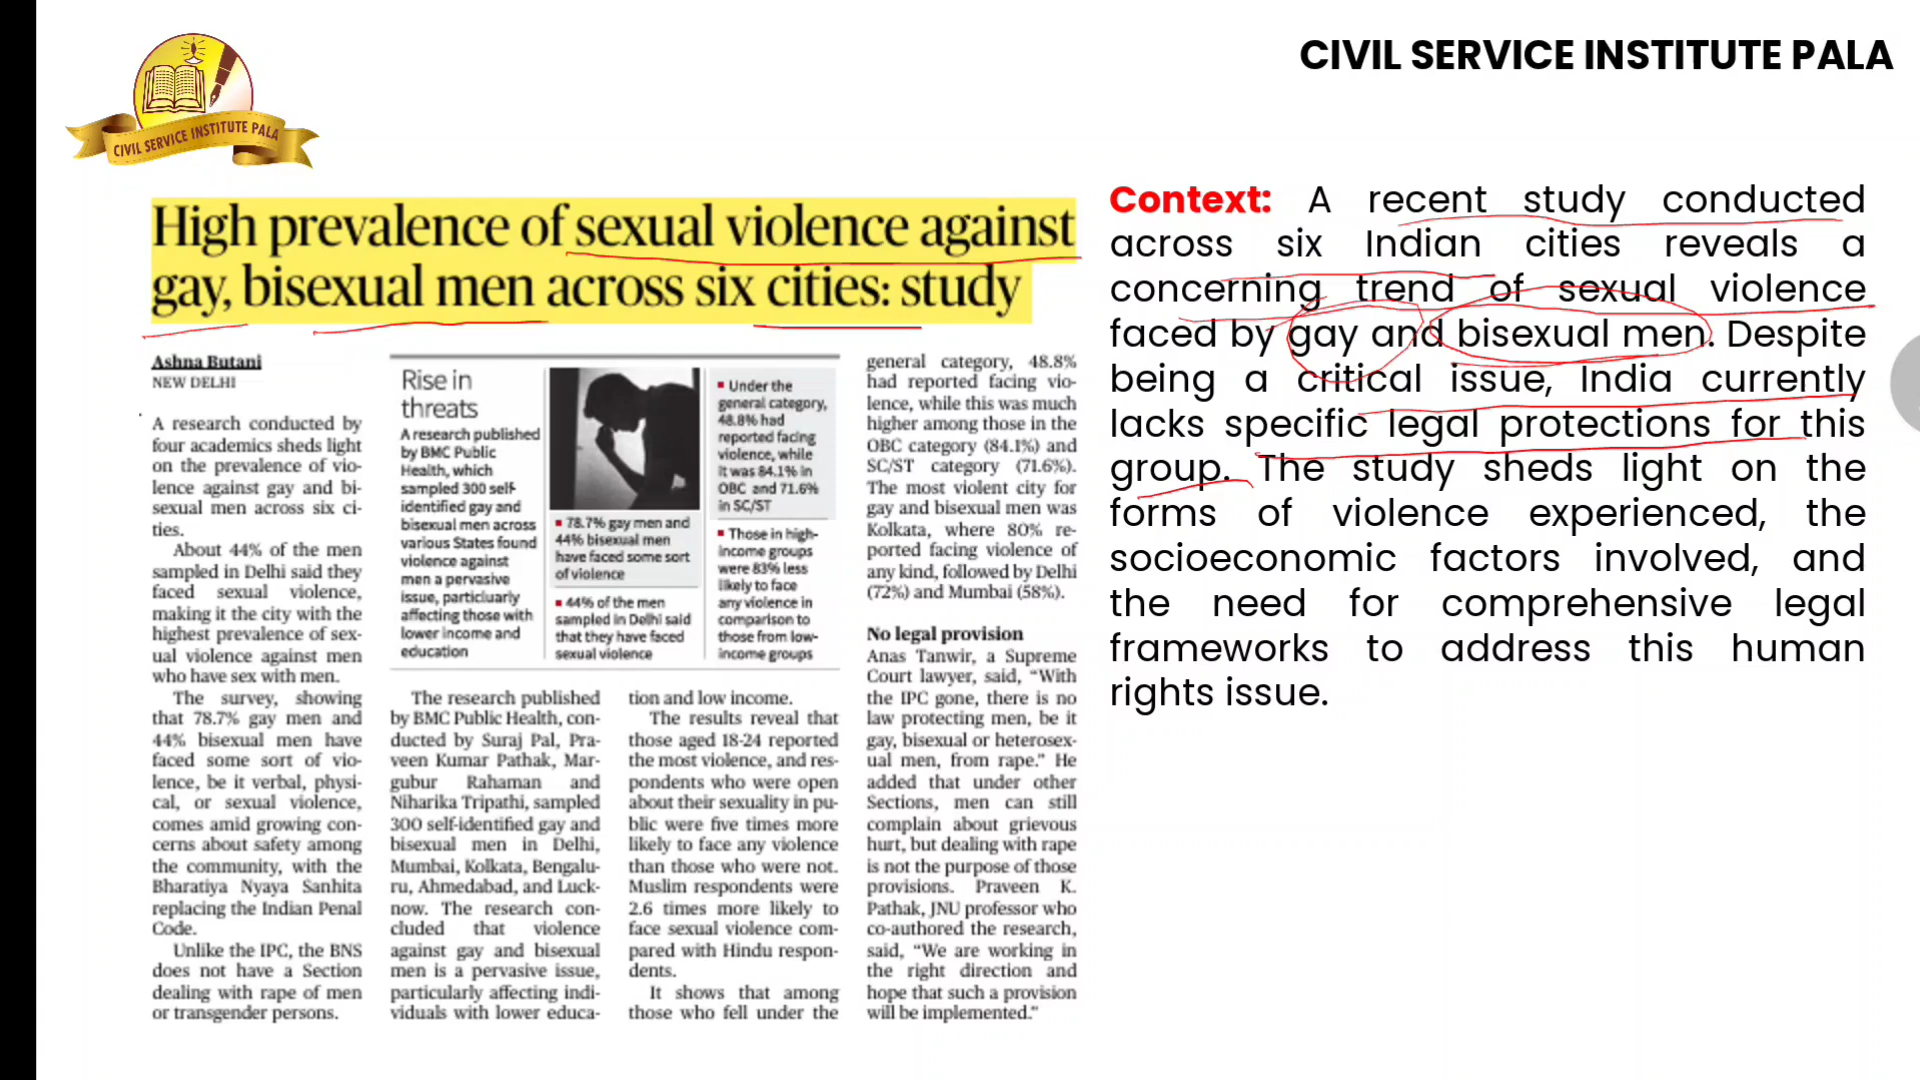 CIVIL SERVICE INSTITUTE PALA
CIVIL SERVICE INSTITUTE PALA
High prevalence of sexual violence against
gay, bisexual men across six cities: study
Ashna Butani
NEW DELHI
A research conducted by
four academics sheds light
on the prevalence of vio-
lence against gay and bi-
sexual men across six ci-
ties.
About 44% of the men
sampled in Delhi said they
faced sexual violence,
making it the city with the
highest prevalence of sex-
ual violence against men
who have sex with men.
The survey, showing
that 78.7% gay men and
44% bisexual men have
faced some sort of vio-
lence, be it verbal, physi-
cal, or sexual violence,
comes amid growing con-
cerns about safety among
the community, with the
Bharatiya Nyaya Sanhita
replacing the Indian Penal
Code.
Unlike the IPC, the BNS
does not have a Section
dealing with rape of men
or transgender persons.
Rise in
threats
A research published
by BMC Public
Health, which
sampled 300 self-
identified gay and
bisexual men across
various States found
violence against
men a pervasive
issue, particluarly
affecting those with
lower income and
education
▪ 78.7% gay men and
44% bisexual men
have faced some sort
of violence
▪ 44% of the men
sampled in Delhi said
that they have faced
sexual violence
▪ Under the
general category,
48.8% had
reported facing
violence, while
it was 84.1% in
OBC and 71.6%
in SC/ST
▪ Those in high-
income groups
were 83% less
likely to face
any violence in
comparison to
those from low-
income groups
The research published
by BMC Public Health, con-
ducted by Suraj Pal, Pra-
veen Kumar Pathak, Mar-
gubur Rahaman and
Niharika Tripathi, sampled
300 self-identified gay and
bisexual men in Delhi,
Mumbai, Kolkata, Bengalu-
ru, Ahmedabad, and Luck-
now. The research con-
cluded that violence
against gay and bisexual
men is a pervasive issue,
particularly affecting indi-
viduals with lower educa-
tion and low income.
The results reveal that
those aged 18-24 reported
the most violence, and res-
pondents who were open
about their sexuality in pu-
blic were five times more
likely to face any violence
than those who were not.
Muslim respondents were
2.6 times more likely to
face sexual violence com-
pared with Hindu respon-
dents.
It shows that among
those who fell under the
general category, 48.8%
had reported facing vio-
lence, while this was much
higher among those in the
OBC category (84.1%) and
SC/ST category (71.6%).
The most violent city for
gay and bisexual men was
Kolkata, where 80% re-
ported facing violence of
any kind, followed by Delhi
(72%) and Mumbai (58%).
No legal provision
Anas Tanwir, a Supreme
Court lawyer, said, “With
the IPC gone, there is no
law protecting men, be it
gay, bisexual or heterosex-
ual men, from rape.” He
added that under other
Sections, men can still
complain about grievous
hurt, but dealing with rape
is not the purpose of those
provisions. Praveen K.
Pathak, JNU professor who
co-authored the research,
said, “We are working in
the right direction and
hope that such a provision
will be implemented.”
Context: A recent study conducted
across six Indian cities reveals a
concerning trend of sexual violence
faced by gay and bisexual men. Despite
being a critical issue, India currently
lacks specific legal protections for this
group. The study sheds light on the
forms of violence experienced, the
socioeconomic factors involved, and
the need for comprehensive legal
frameworks to address this human
rights issue.